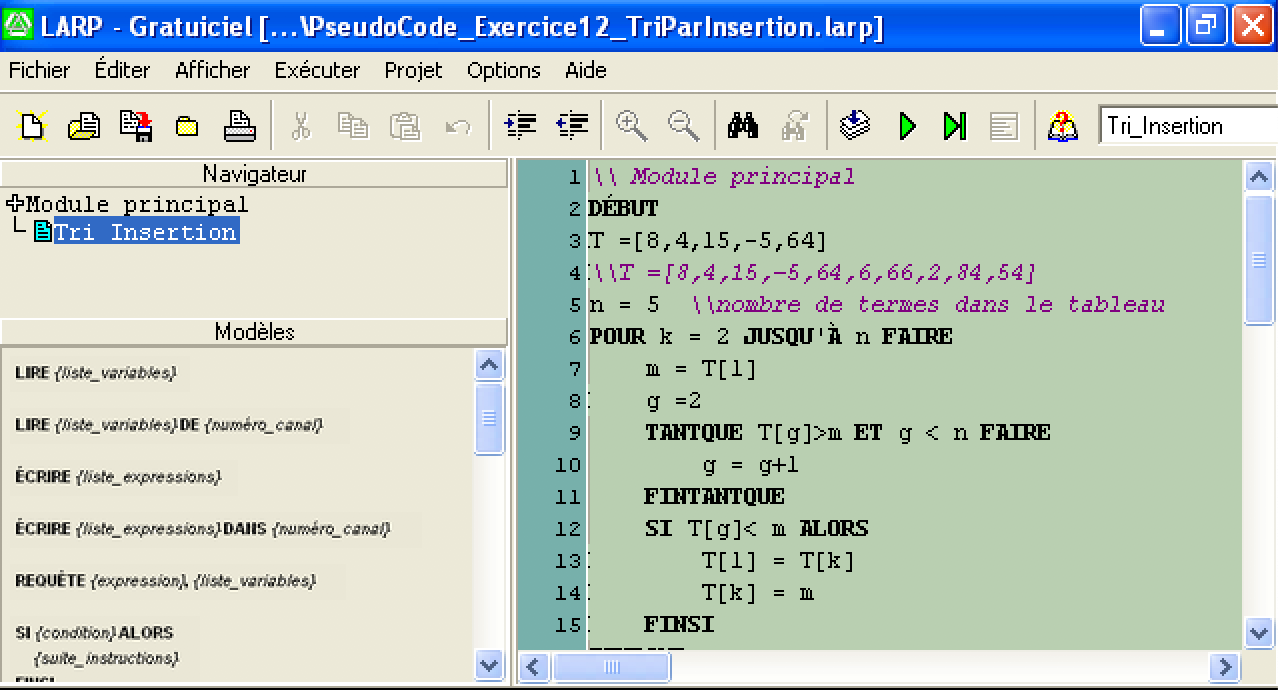 LARP - Gratuiciel [...\PseudoCode_Exercice12_TriParInsertion.larp]
Fichier Éditer Afficher Exécuter Projet Options Aide
Tri_Insertion
Navigateur
Module principal
Tri Insertion
Modèles
LIRE {liste_variables}
LIRE {liste_variables} DE {numéro_canal}
ÉCRIRE {liste_expressions}
ÉCRIRE {liste_expressions} DANS {numéro_canal}
REQUÊTE {expression}, {liste_variables}
SI {condition} ALORS
{suite_instructions}
FINSI
1 \\ Module principal
2 DÉBUT
3 T =[8,4,15,-5,64]
4 \\T =[8,4,15,-5,64,6,66,2,84,54]
5 n = 5 \\nombre de termes dans le tableau
6 POUR k = 2 JUSQU'À n FAIRE
7 m = T[1]
8 g =2
9 TANTQUE T[g]>m ET g < n FAIRE
10 g = g+1
11 FINTANTQUE
12 SI T[g]< m ALORS
13 T[1] = T[k]
14 T[k] = m
15 FINSI